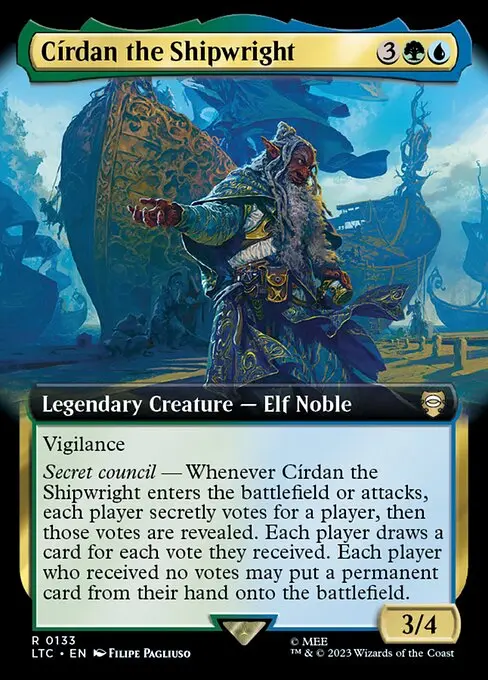 Círdan the Shipwright 3
Legendary Creature — Elf Noble
Vigilance
Secret council — Whenever Círdan the
Shipwright enters the battlefield or attacks,
each player secretly votes for a player, then
those votes are revealed. Each player draws a
card for each vote they received. Each player
who received no votes may put a permanent
card from their hand onto the battlefield.
3/4
R 0133
LTC • EN Filipe Pagliuso
© MEE
™ & © 2023 Wizards of the Coast